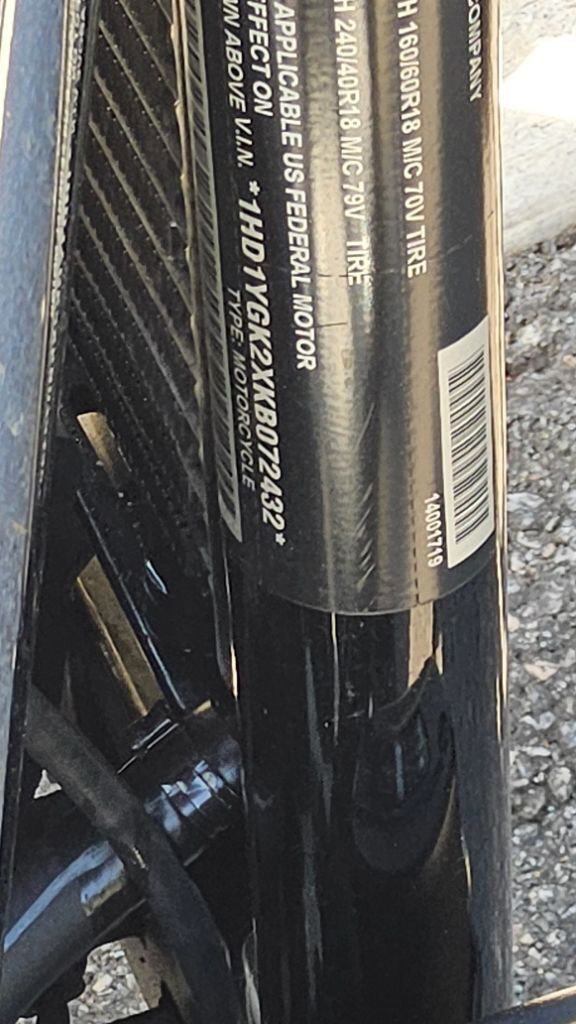 COMPANY
H 160/60R18 M/C 70V TIRE
H 240/40R18 M/C 79V TIRE
APPLICABLE US FEDERAL MOTOR
EFFECT ON
WN ABOVE V.I.N. *1HD1YGK2XKB072432*
TYPE: MOTORCYCLE
14001719